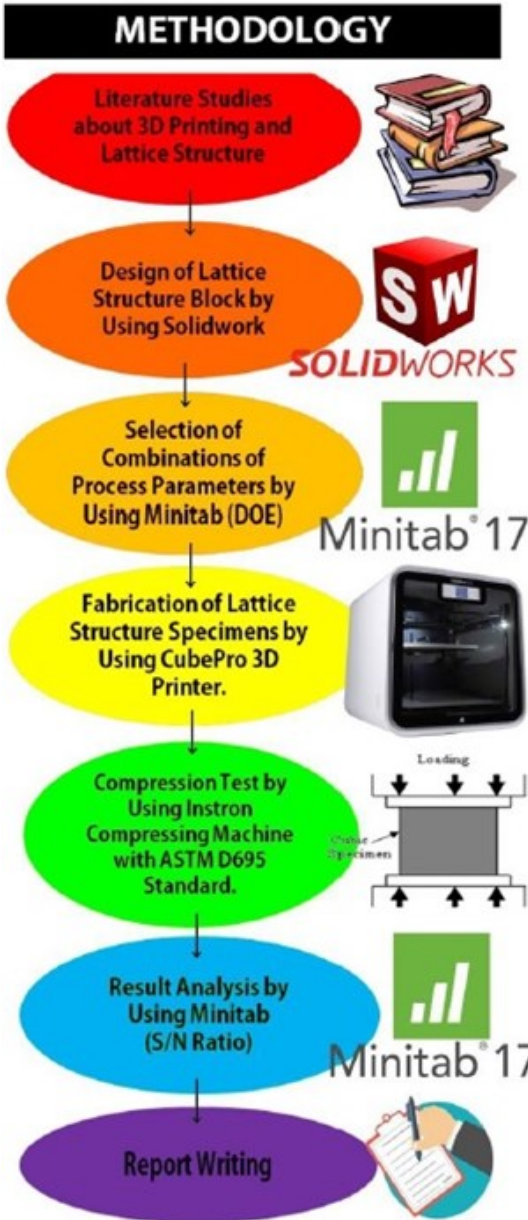 METHODOLOGY
Literature Studies
about 3D Printing and
Lattice Structure
Design of Lattice
Structure Block by
Using Solidwork
SW
SOLIDWORKS
Selection of
Combinations of
Process Parameters by
Using Minitab (DOE)
Minitab® 17
Fabrication of Lattice
Structure Specimens by
Using CubePro 3D
Printer.
Compression Test by
Using Instron
Compressing Machine
with ASTM D695
Standard.
Loading
Cubic
Specimen
Result Analysis by
Using Minitab
(S/N Ratio)
Minitab® 17
Report Writing